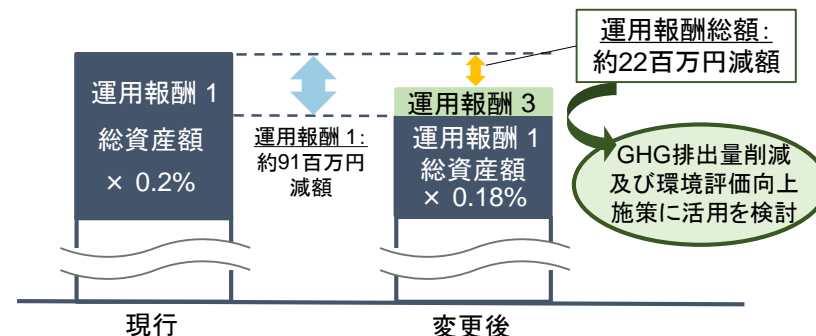 運用報酬総額：
約22百万円減額
運用報酬 1
総資産額
× 0.2%
運用報酬 1：
約91百万円
減額
運用報酬 3
運用報酬 1
総資産額
× 0.18%
GHG排出量削減
及び環境評価向上
施策に活用を検討
現行
変更後